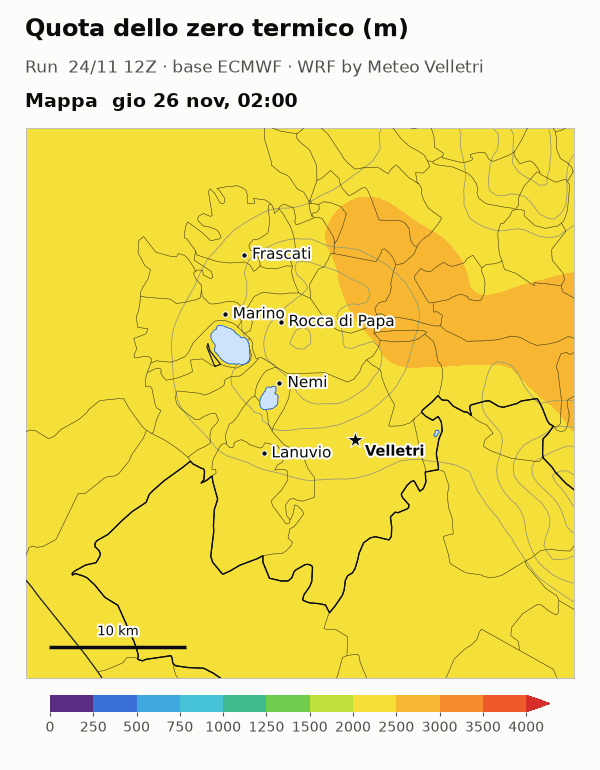 Quota dello zero termico (m)
Run  24/11 12Z · base ECMWF · WRF by Meteo Velletri
Mappa  gio 26 nov, 02:00
Frascati
Marino
Rocca di Papa
Nemi
Velletri
Lanuvio
10 km
0 250 500 750 1000 1250 1500 2000 2500 3000 3500 4000